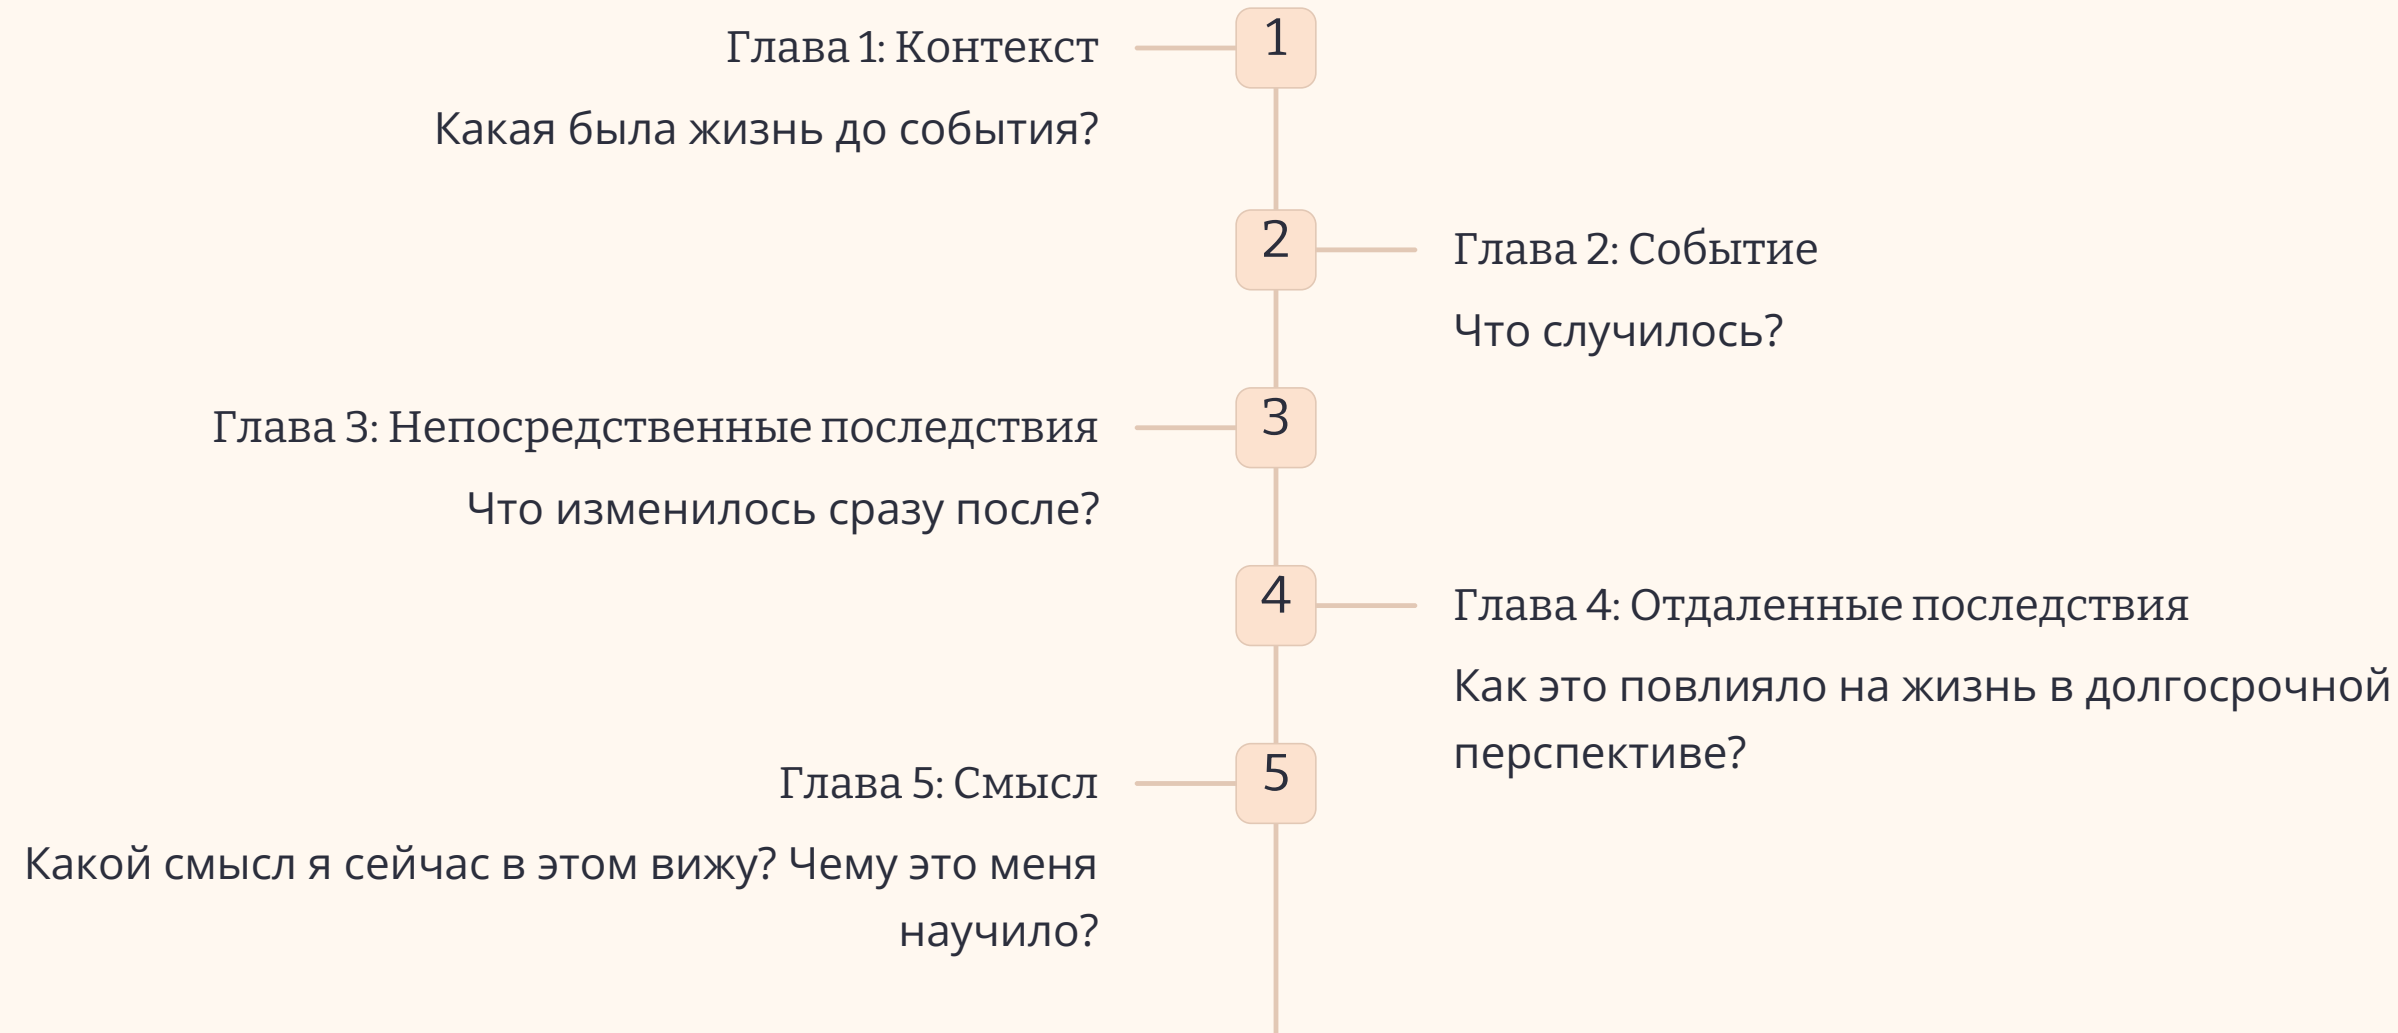 1
Глава 1: Контекст
Какая была жизнь до события?
2
Глава 2: Событие
Что случилось?
3
Глава 3: Непосредственные последствия
Что изменилось сразу после?
4
Глава 4: Отдаленные последствия
Как это повлияло на жизнь в долгосрочной
перспективе?
5
Глава 5: Смысл
Какой смысл я сейчас в этом вижу? Чему это меня
научило?